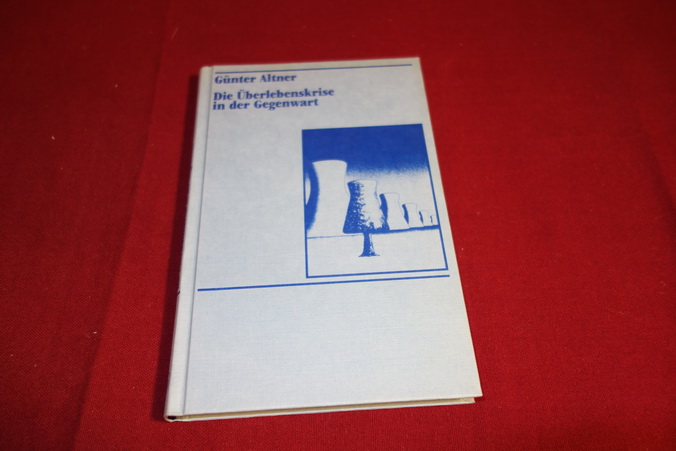 Günter Altner
Die Überlebenskrise
in der Gegenwart